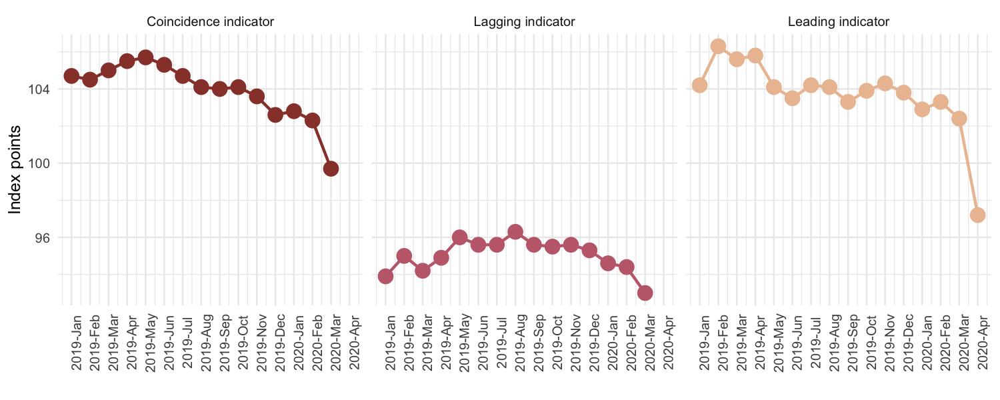 Coincidence indicator
Lagging indicator
Leading indicator
Index points
104
100
96
2019-Jan
2019-Feb
2019-Mar
2019-Apr
2019-May
2019-Jun
2019-Jul
2019-Aug
2019-Sep
2019-Oct
2019-Nov
2019-Dec
2020-Jan
2020-Feb
2020-Mar
2020-Apr
2019-Jan
2019-Feb
2019-Mar
2019-Apr
2019-May
2019-Jun
2019-Jul
2019-Aug
2019-Sep
2019-Oct
2019-Nov
2019-Dec
2020-Jan
2020-Feb
2020-Mar
2020-Apr
2019-Jan
2019-Feb
2019-Mar
2019-Apr
2019-May
2019-Jun
2019-Jul
2019-Aug
2019-Sep
2019-Oct
2019-Nov
2019-Dec
2020-Jan
2020-Feb
2020-Mar
2020-Apr